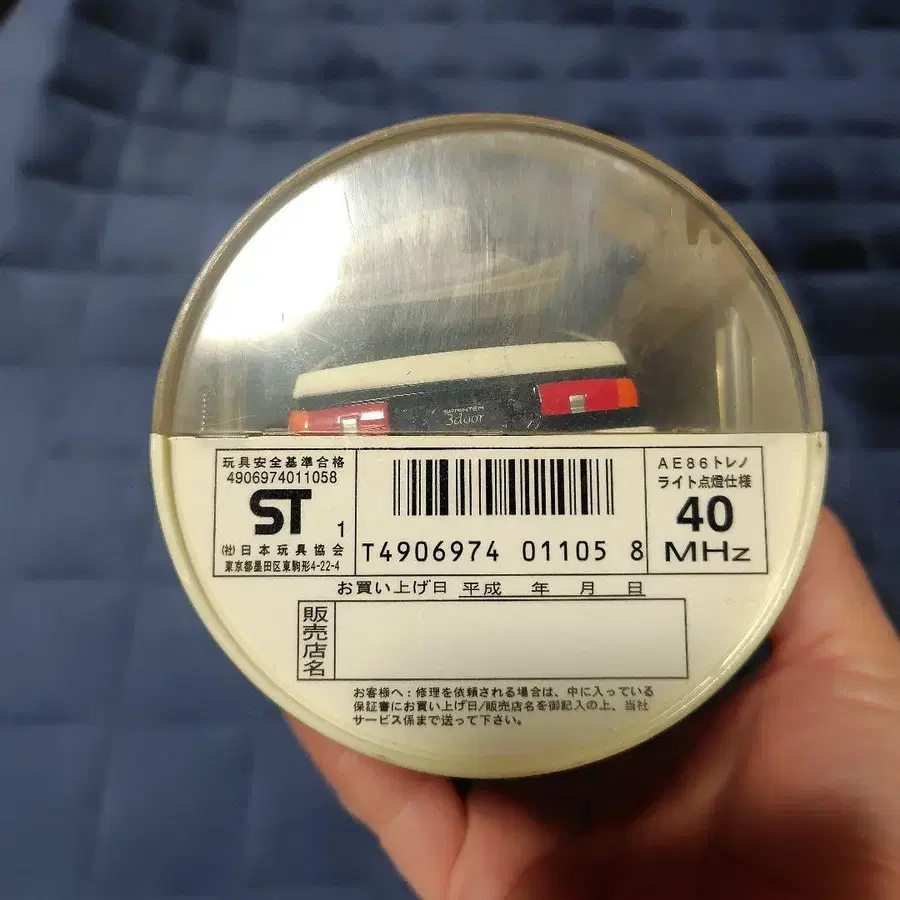 SPRINTER
3door
玩具安全基準合格
4906974011058
ST 1
(社)日本玩具協会
東京都墨田区東駒形4-22-4
T4906974 01105 8
AE86トレノ
ライト点燈仕様
40
MHz
お買い上げ日 平成 年 月 日
販売店名
お客様へ:修理を依頼される場合は、中に入っている
保証書にお買い上げ日/販売店名を御記入の上、当社
サービス係まで送って下さい。